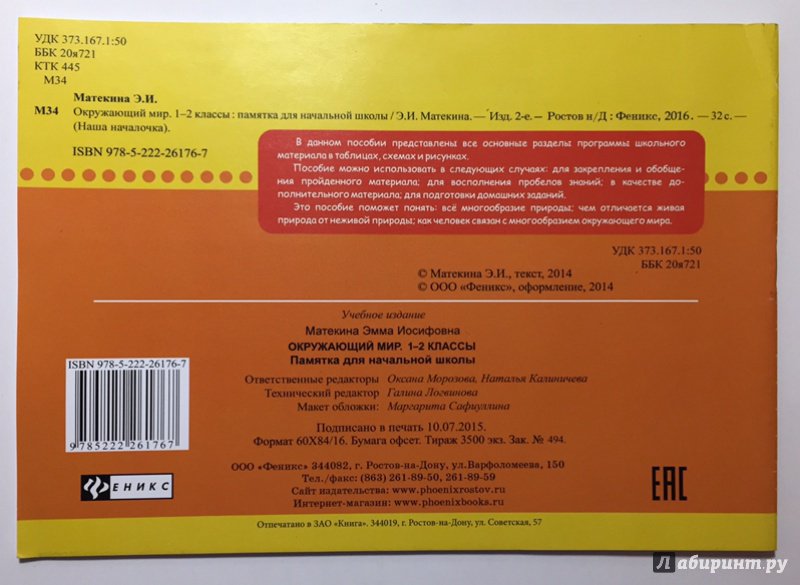 УДК 373.167.1:50
ББК 20я721
КТК 445
М34
Матекина Э.И.
М34 Окружающий мир. 1–2 классы : памятка для начальной школы / Э.И. Матекина. — Изд. 2-е. — Ростов н/Д : Феникс, 2016. — 32 с. —
(Наша началочка).
ISBN 978-5-222-26176-7
В данном пособии представлены все основные разделы программы школьного
материала в таблицах, схемах и рисунках.
Пособие можно использовать в следующих случаях: для закрепления и обобще-
ния пройденного материала; для восполнения пробелов знаний; в качестве до-
полнительного материала; для подготовки домашних заданий.
Это пособие поможет понять: всё многообразие природы; чем отличается живая
природа от неживой природы; как человек связан с многообразием окружающего мира.
УДК 373.167.1:50
ББК 20я721
© Матекина Э.И., текст, 2014
© ООО «Феникс», оформление, 2014
Учебное издание
Матекина Эмма Иосифовна
ОКРУЖАЮЩИЙ МИР. 1–2 КЛАССЫ
Памятка для начальной школы
Ответственные редакторы Оксана Морозова, Наталья Калиничева
Технический редактор Галина Логвинова
Макет обложки: Маргарита Сафиуллина
Подписано в печать 10.07.2015.
Формат 60X84/16. Бумага офсет. Тираж 3500 экз. Зак. № 494.
ООО «Феникс» 344082, г. Ростов-на-Дону, ул.Варфоломеева, 150
Тел./факс: (863) 261-89-50, 261-89-59
Сайт издательства: www.phoenixrostov.ru
Интернет-магазин: www.phoenixbooks.ru
ISBN 978-5-222-26176-7
9785222261767
ФЕНИКС
ЕАС
Отпечатано в ЗАО «Книга». 344019, г. Ростов-на-Дону, ул. Советская, 57
Лабиринт.ру